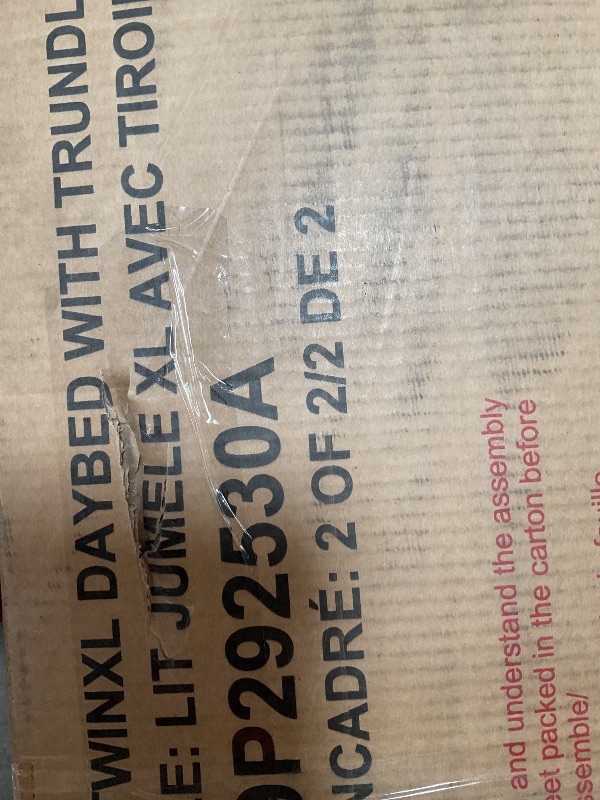 TWINXL DAYBED WITH TRUNDL
E: LIT JUMELE XL AVEC TIROI
P292530A
NCADRÉ: 2 OF 2/2 DE 2
and understand the assembly
et packed in the carton before
ssemble/